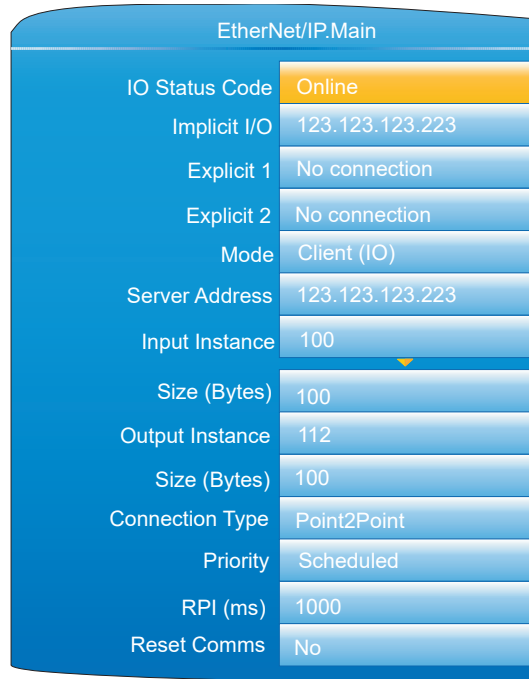 EtherNet/IP.Main
IO Status Code Online
Implicit I/O 123.123.123.223
Explicit 1 No connection
Explicit 2 No connection
Mode Client (IO)
Server Address 123.123.123.223
Input Instance 100
Size (Bytes) 100
Output Instance 112
Size (Bytes) 100
Connection Type Point2Point
Priority Scheduled
RPI (ms) 1000
Reset Comms No